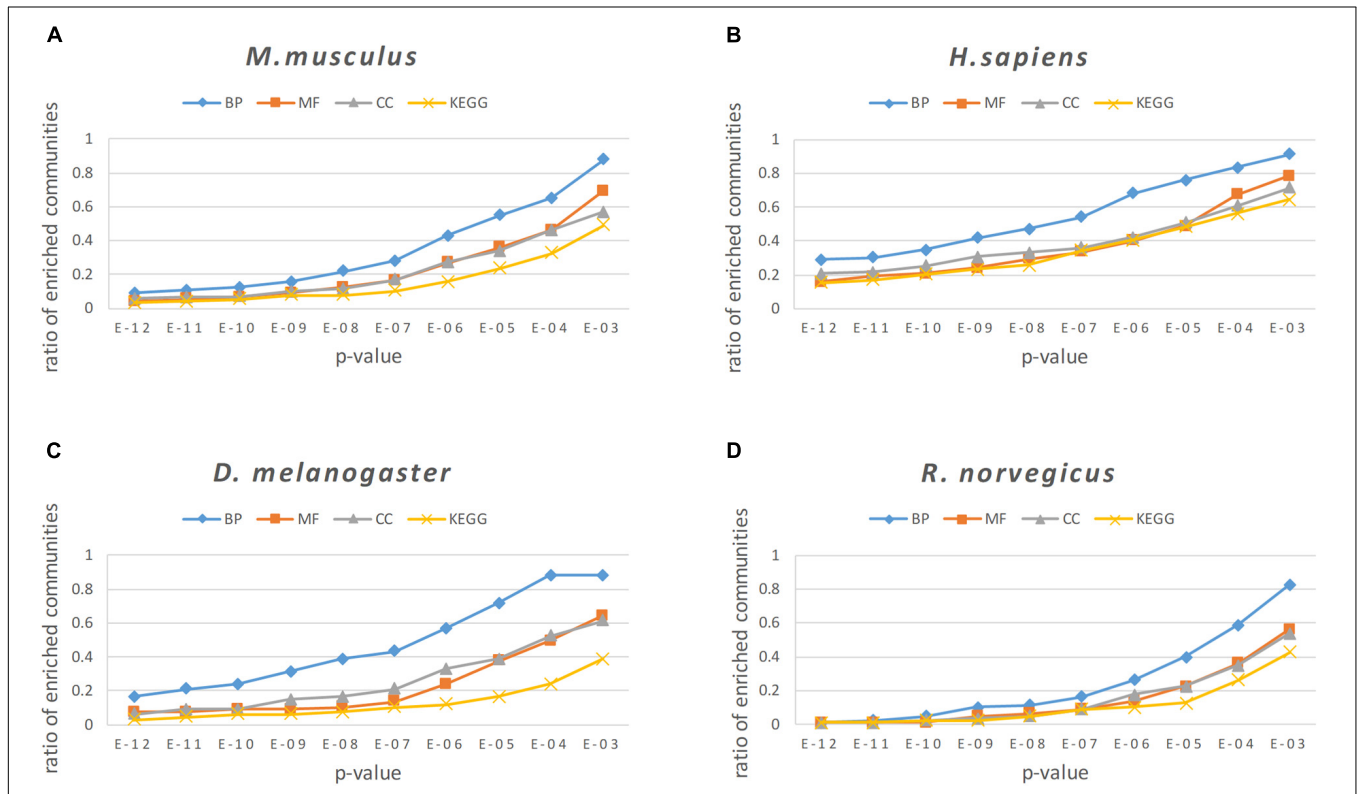 A
M.musculus
BP MF CC KEGG
ratio of enriched communities
1
0.8
0.6
0.4
0.2
0
E-12 E-11 E-10 E-09 E-08 E-07 E-06 E-05 E-04 E-03
p-value
B
H.sapiens
BP MF CC KEGG
ratio of enriched communities
1
0.8
0.6
0.4
0.2
0
E-12 E-11 E-10 E-09 E-08 E-07 E-06 E-05 E-04 E-03
p-value
C
D. melanogaster
BP MF CC KEGG
ratio of enriched communities
1
0.8
0.6
0.4
0.2
0
E-12 E-11 E-10 E-09 E-08 E-07 E-06 E-05 E-04 E-03
p-value
D
R. norvegicus
BP MF CC KEGG
ratio of enriched communities
1
0.8
0.6
0.4
0.2
0
E-12 E-11 E-10 E-09 E-08 E-07 E-06 E-05 E-04 E-03
p-value